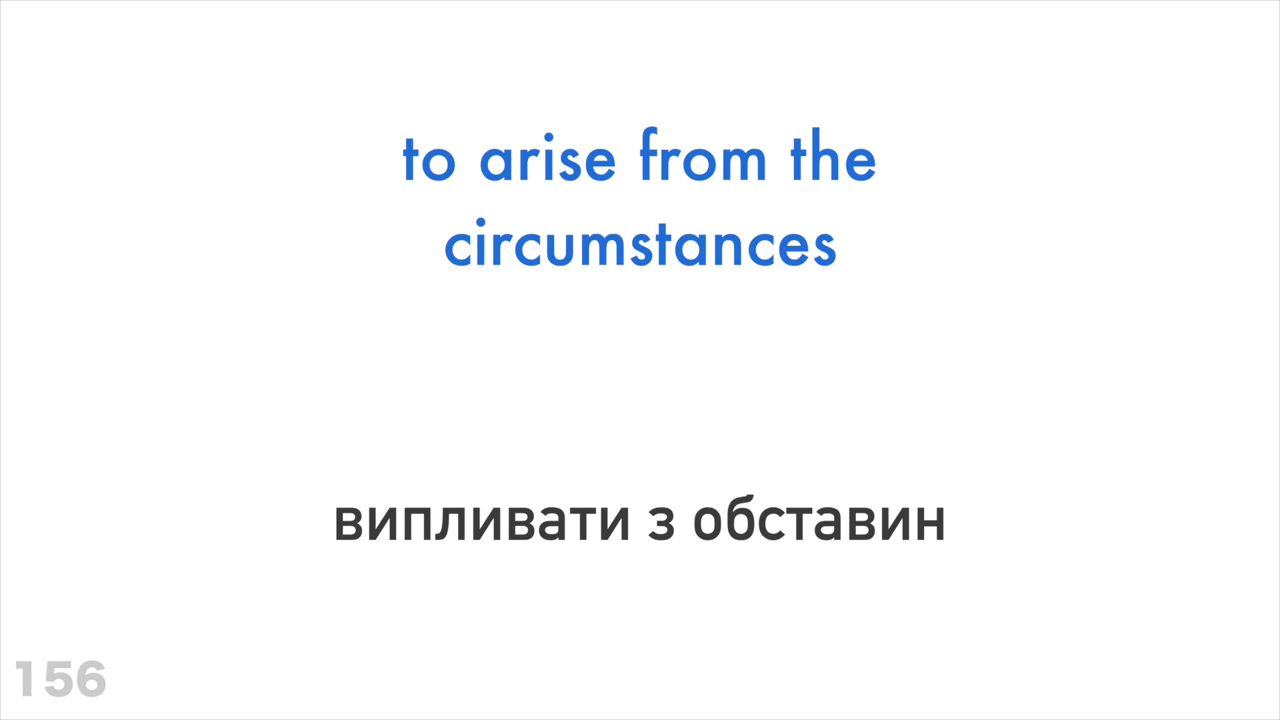 to arise from the
circumstances
випливати з обставин
156